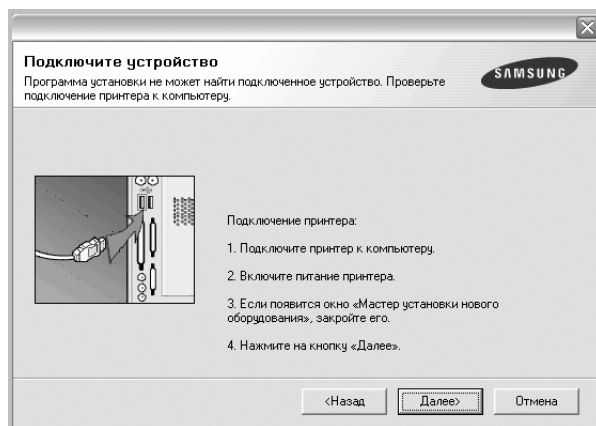 Подключите устройство
Программа установки не может найти подключенное устройство. Проверьте
подключение принтера к компьютеру.
SAMSUNG
Подключение принтера:
1. Подключите принтер к компьютеру.
2. Включите питание принтера.
3. Если появится окно «Мастер установки нового
оборудования», закройте его.
4. Нажмите на кнопку «Далее».
<Назад
Далее>
Отмена